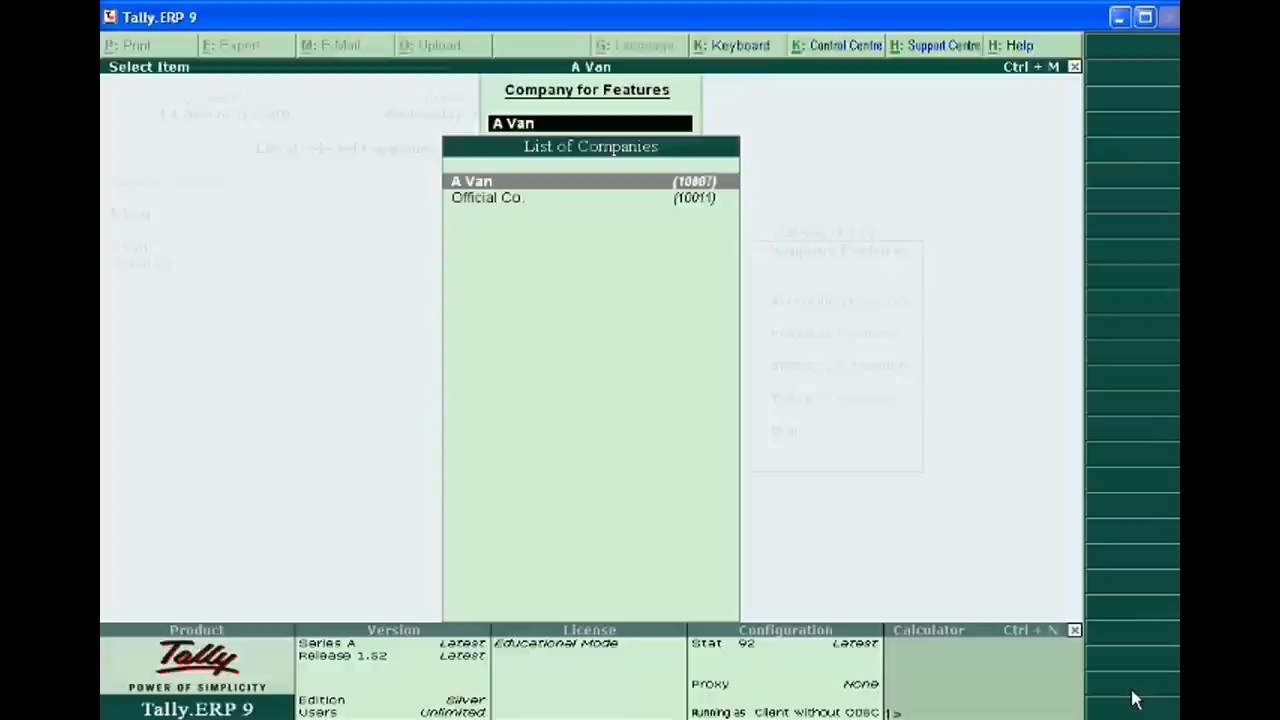 Tally.ERP 9
P: Print E: Export M: E-Mail O: Upload G: Language K: Keyboard K: Control Centre H: Support Centre H: Help
Select Item A Van Ctrl + M
Company for Features
A Van
List of Companies
A Van (10007)
Official Co. (10011)
Product Version License Configuration Calculator Ctrl + N
Series A Latest Educational Mode Stat 92 Latest
Release 1.52 Latest
Tally
POWER OF SIMPLICITY
Proxy None
Edition Silver
Tally.ERP 9 Users Unlimited Running as Client without ODBC 1>